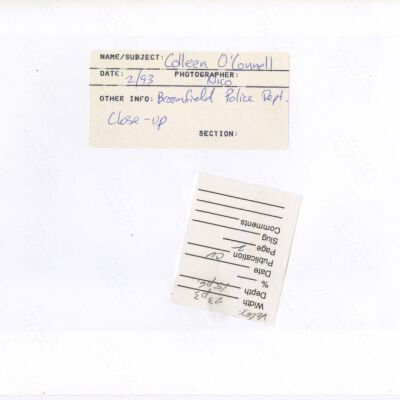 NAME/SUBJECT: Colleen O'Connell
DATE: 2/93 PHOTOGRAPHER: Nico
OTHER INFO: Broomfield Police Dept.
Close-up
SECTION:
Width 23p3
Depth
%
Date
Publication
Page 2
Slug
Comments